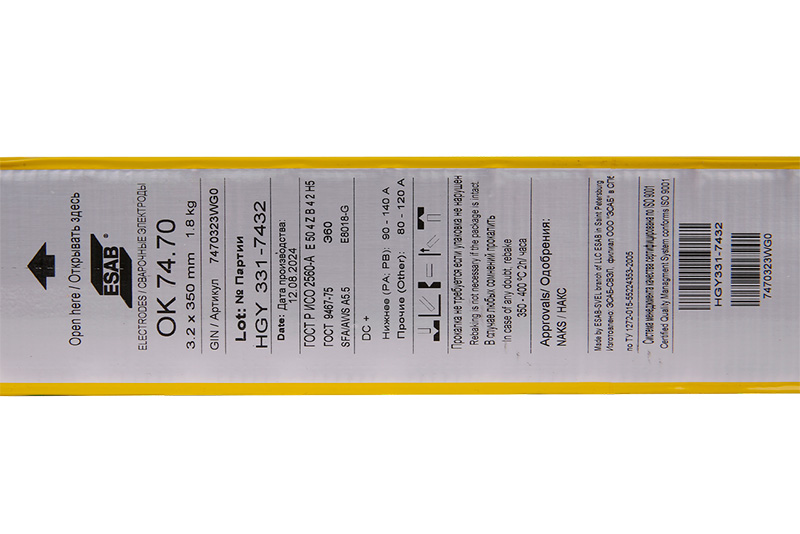 Open here / Открывать здесь
ESAB
ELECTRODES / СВАРОЧНЫЕ ЭЛЕКТРОДЫ
OK 74.70
3.2 x 350 mm 1.8 kg
GIN / Артикул 7470323WG0
Lot: № Партии
HGY 331-7432
Date: Дата производства:
12.08.2024
ГОСТ Р ИСО 2560-А E 50 4 Z B 4 2 H5
ГОСТ 9467-75 Э60
SFA/AWS A5.5 E8018-G
DC +
Нижнее (PA; PB): 90 - 140 A
Прочие (Other): 80 - 120 A
Прокалка не требуется если упаковка не нарушен
Rebaking is not necessary if the package is intact.
В случае любых сомнений прокалить
In case of any doubt, rebake
350 - 400 ºC 2h/ часа
Approvals/ Одобрения:
NAKS / НАКС
Made by ESAB-SVEL branch of LLC ESAB in Saint Petersburg
Изготовлено: ЭСАБ-СВЭЛ, филиал ООО "ЭСАБ" в СПб
по ТУ 1272-015-55224353-2005
Система менеджмента качества сертифицирована по ISO 9001
Certified Quality Managment System conforms ISO 9001
HGY331-7432
7470323WG0